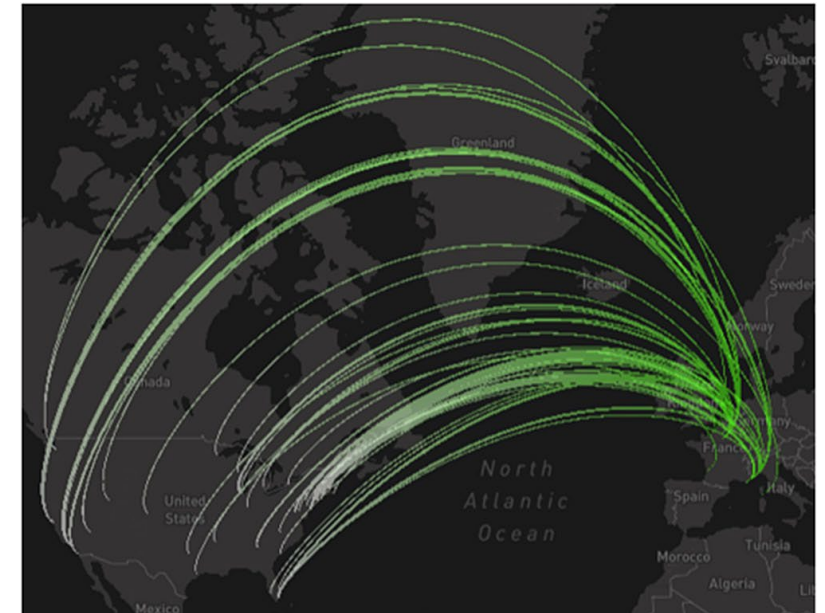 Svalbard
Greenland
Iceland
Sweden
Norway
Canada
Germany
France
North
Atlantic
Ocean
United
States
Spain
Italy
Morocco
Tunisia
Algeria
Li
Mexico